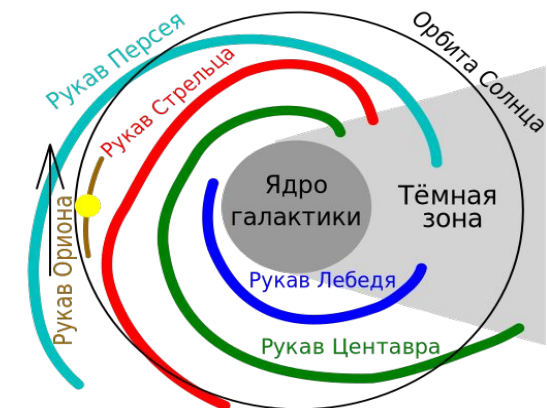 Рукав Персея
Орбита Солнца
Рукав Стрельца
Ядро
галактики
Тёмная
зона
Рукав Ориона
Рукав Лебедя
Рукав Центавра